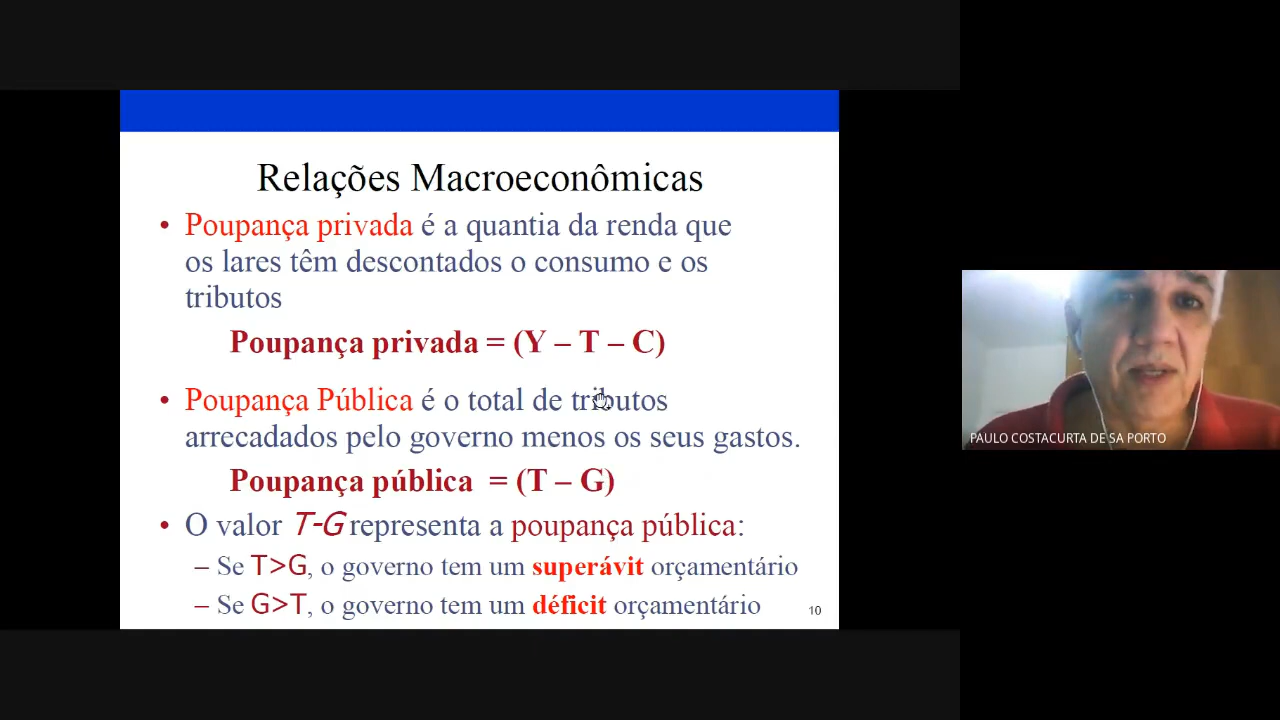 Relações Macroeconômicas
• Poupança privada é a quantia da renda que
os lares têm descontados o consumo e os
tributos
Poupança privada = (Y – T – C)
• Poupança Pública é o total de tributos
arrecadados pelo governo menos os seus gastos.
Poupança pública = (T – G)
• O valor T-G representa a poupança pública:
– Se T>G, o governo tem um superávit orçamentário
– Se G>T, o governo tem um déficit orçamentário
10
PAULO COSTACURTA DE SA PORTO